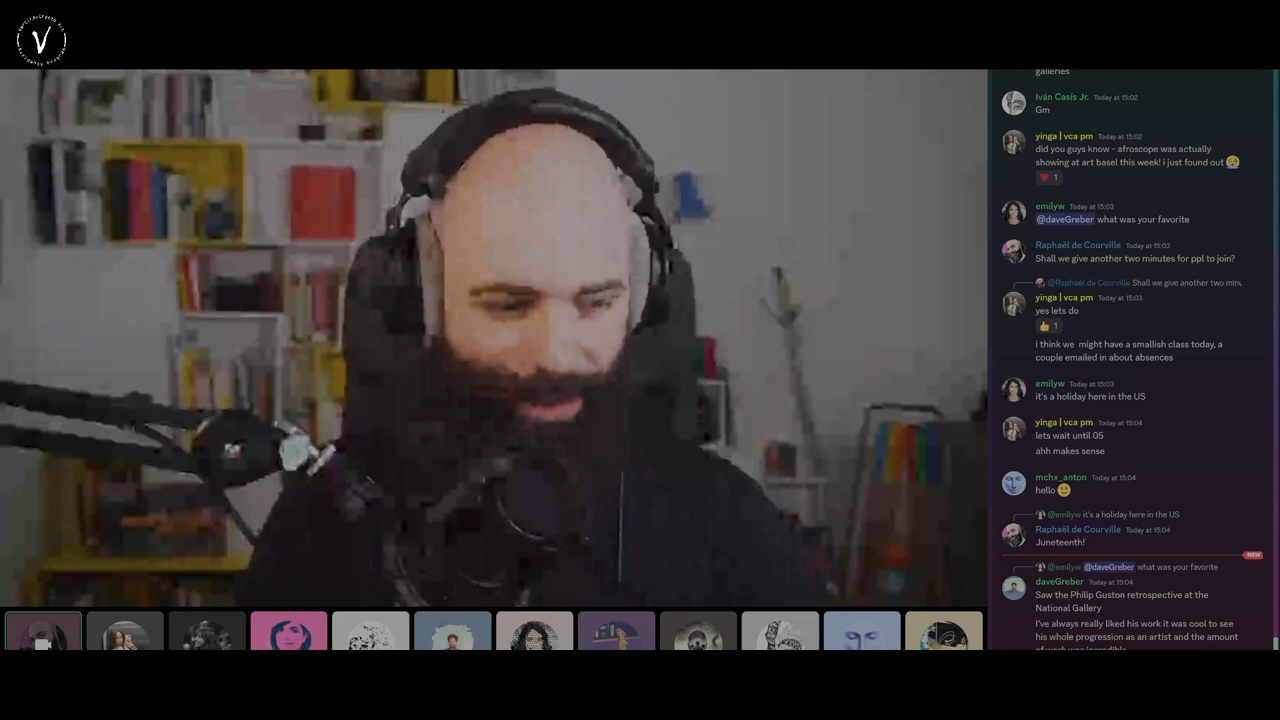 V
galleries
Iván Casís Jr. Today at 15:02
Gm
yinga | vca pm Today at 15:02
did you guys know - afroscope was actually
showing at art basel this week! i just found out 😭
❤️ 1
emilyw Today at 15:03
@daveGreber what was your favorite
Raphaël de Courville Today at 15:03
Shall we give another two minutes for ppl to join?
@Raphaël de Courville Shall we give another two minu
yinga | vca pm Today at 15:03
yes lets do
👍 1
i think we might have a smallish class today, a
couple emailed in about absences
emilyw Today at 15:03
it's a holiday here in the US
yinga | vca pm Today at 15:04
lets wait until 05
ahh makes sense
mchx_anton Today at 15:04
hello 🙂
@emilyw it's a holiday here in the US
Raphaël de Courville Today at 15:04
Juneteenth!
NEW
@emilyw @daveGreber what was your favorite
daveGreber Today at 15:04
Saw the Philip Guston retrospective at the
National Gallery
I've always really liked his work it was cool to see
his whole progression as an artist and the amount
of work was incredible